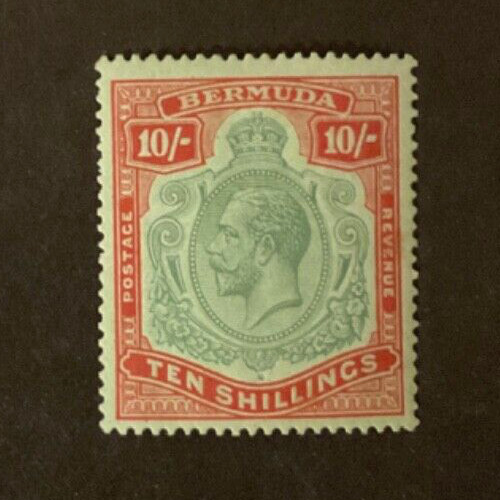 BERMUDA
10/- 10/-
POSTAGE
REVENUE
TEN SHILLINGS